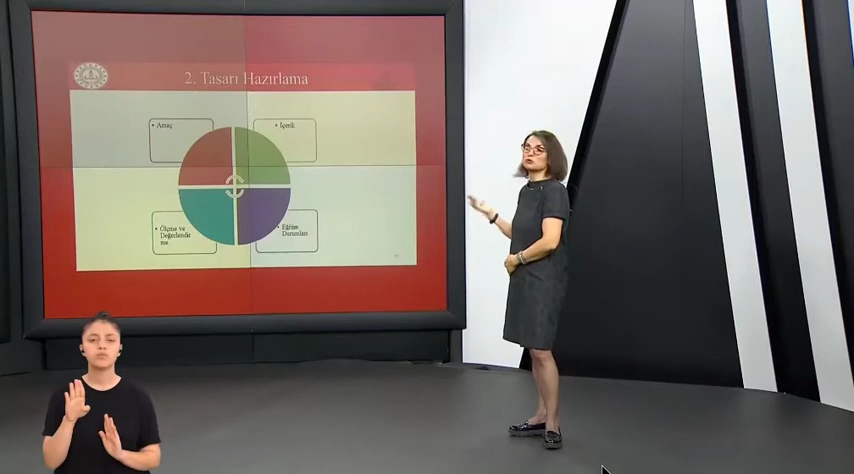 2. Tasarı Hazırlama
• Amaç
• İçerik
• Ölçme ve
Değerlendir
me
• Eğitim
Durumları